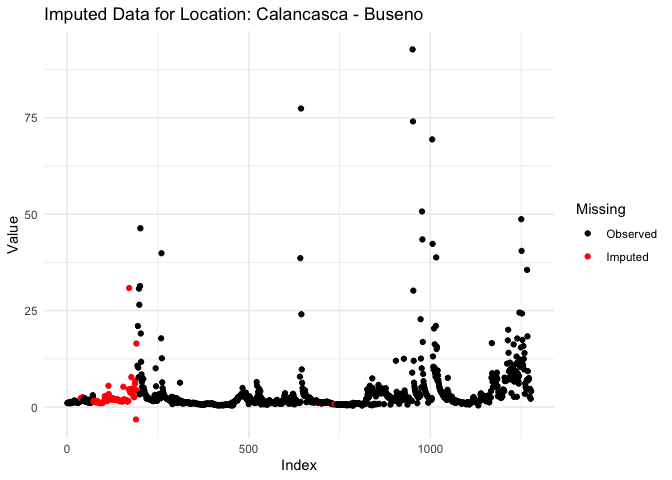 Imputed Data for Location: Calancasca - Buseno
75
50
25
0
Value
0
500
1000
Index
Missing
Observed
Imputed